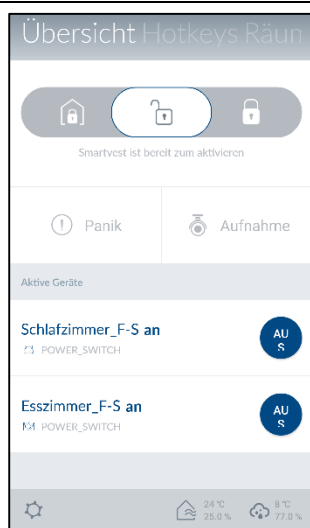 Übersicht Hotkeys Räun
Smartvest ist bereit zum aktivieren
Panik
Aufnahme
Aktive Geräte
Schlafzimmer_F-S an
POWER_SWITCH
AU
S
Esszimmer_F-S an
POWER_SWITCH
AU
S
24 °C
25.0 %
8 °C
77.0 %